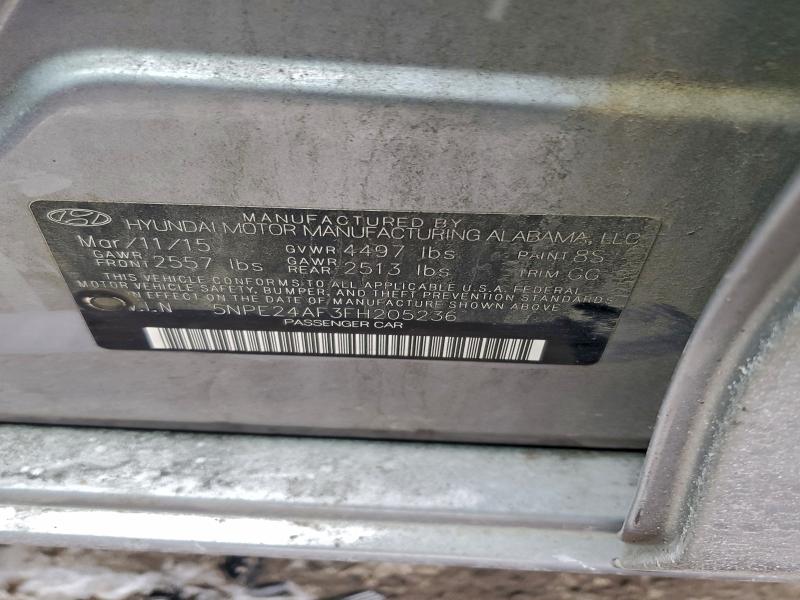 MANUFACTURED BY
HYUNDAI MOTOR MANUFACTURING ALABAMA, LLC
Mar/11/15 GVWR 4497 lbs PAINT 8S
GAWR FRONT 2557 lbs GAWR REAR 2513 lbs TRIM GG
THIS VEHICLE CONFORMS TO ALL APPLICABLE U.S.A. FEDERAL
MOTOR VEHICLE SAFETY, BUMPER, AND THEFT PREVENTION STANDARDS
IN EFFECT ON THE DATE OF MANUFACTURE SHOWN ABOVE
V.I.N 5NPE24AF3FH205236
PASSENGER CAR